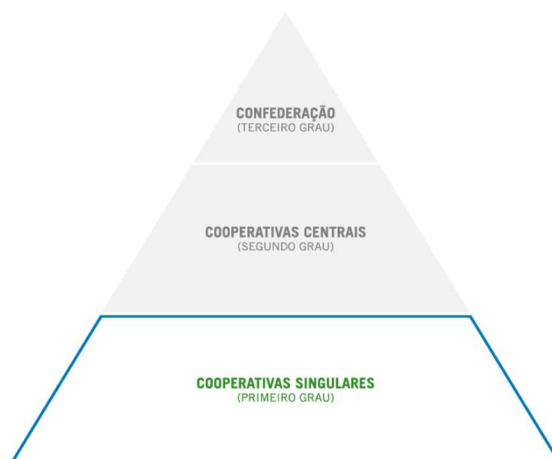 CONFEDERAÇÃO
(TERCEIRO GRAU)
COOPERATIVAS CENTRAIS
(SEGUNDO GRAU)
COOPERATIVAS SINGULARES
(PRIMEIRO GRAU)